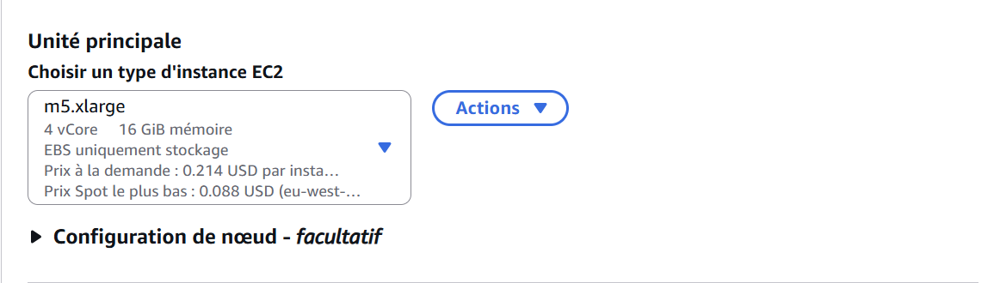 Unité principale
Choisir un type d'instance EC2
m5.xlarge
4 vCore 16 GiB mémoire
EBS uniquement stockage
Prix à la demande : 0.214 USD par insta…
Prix Spot le plus bas : 0.088 USD (eu-west-…
Actions
Configuration de nœud - facultatif